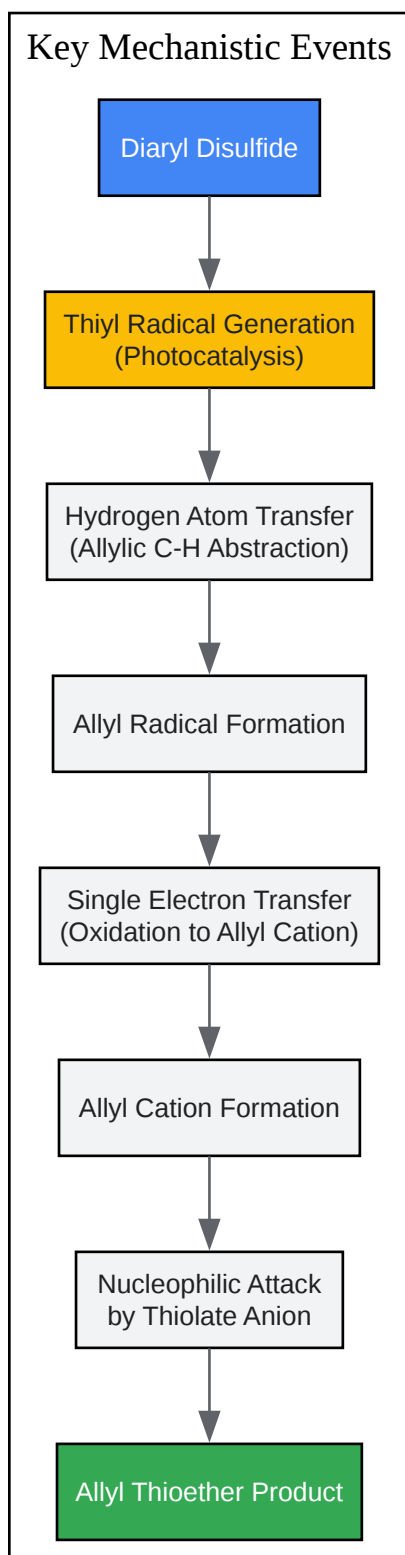 Key Mechanistic Events
Diaryl Disulfide
Thiyl Radical Generation
(Photocatalysis)
Hydrogen Atom Transfer
(Allylic C-H Abstraction)
Allyl Radical Formation
Single Electron Transfer
(Oxidation to Allyl Cation)
Allyl Cation Formation
Nucleophilic Attack
by Thiolate Anion
Allyl Thioether Product